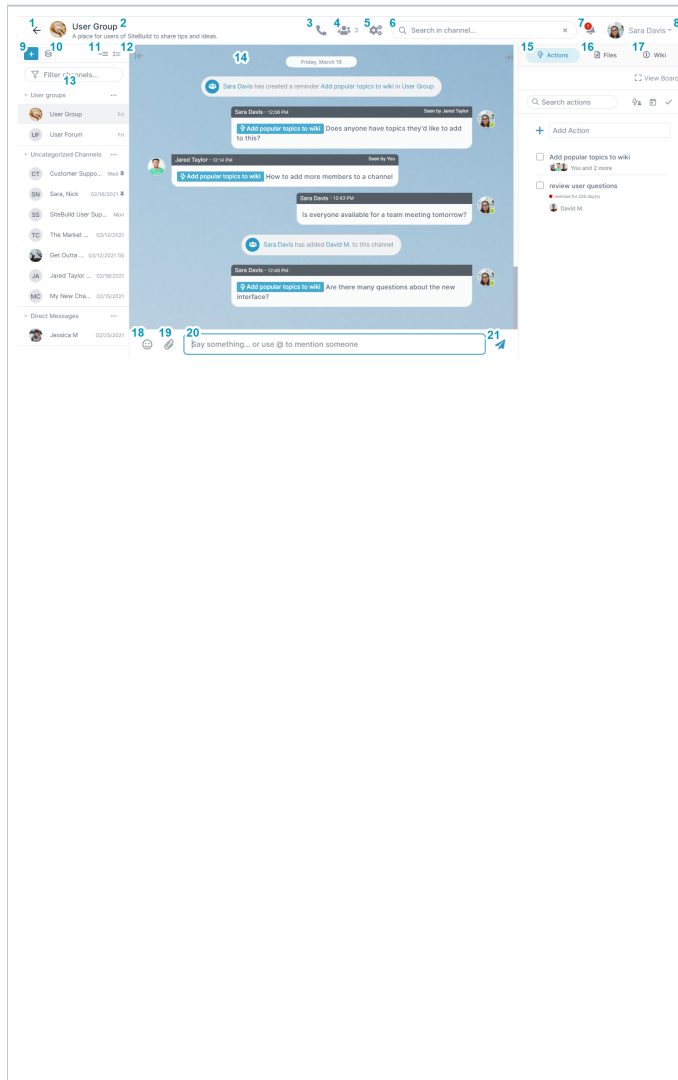 1 User Group 2 3 4 3 5 6 Search in channel... × 7 1 Sara Davis 8
A place for users of SiteBuild to share tips and ideas.
9 + 10 11 12
Filter channels...
13
User groups ...
User Group Fri
UF User Forum Fri
Uncategorized Channels ...
CT Customer Suppo... Wed
SN Sara, Nick 02/18/2021
SS SiteBuild User Sup... Mon
TC The Market ... 03/12/2021
Get Outta ... 03/12/2021
JA Jared Taylor ... 02/18/2021
MC My New Cha... 02/15/2021
Direct Messages ...
Jessica M 02/25/2021
14
Friday, March 19
Sara Davis has created a reminder Add popular topics to wiki in User Group
Sara Davis - 12:06 PM Seen by Jared Taylor
Add popular topics to wiki Does anyone have topics they'd like to add
to this?
Jared Taylor - 12:14 PM Seen by You
Add popular topics to wiki How to add more members to a channel
Sara Davis - 12:43 PM
Is everyone available for a team meeting tomorrow?
Sara Davis has added David M. to this channel
Sara Davis - 12:46 PM
Add popular topics to wiki Are there many questions about the new
interface?
18 19 20 21
Say something... or use @ to mention someone
15 16 17
Actions Files Wiki
View Board
Search actions
+ Add Action
Add popular topics to wiki
You and 2 more
review user questions
David M.